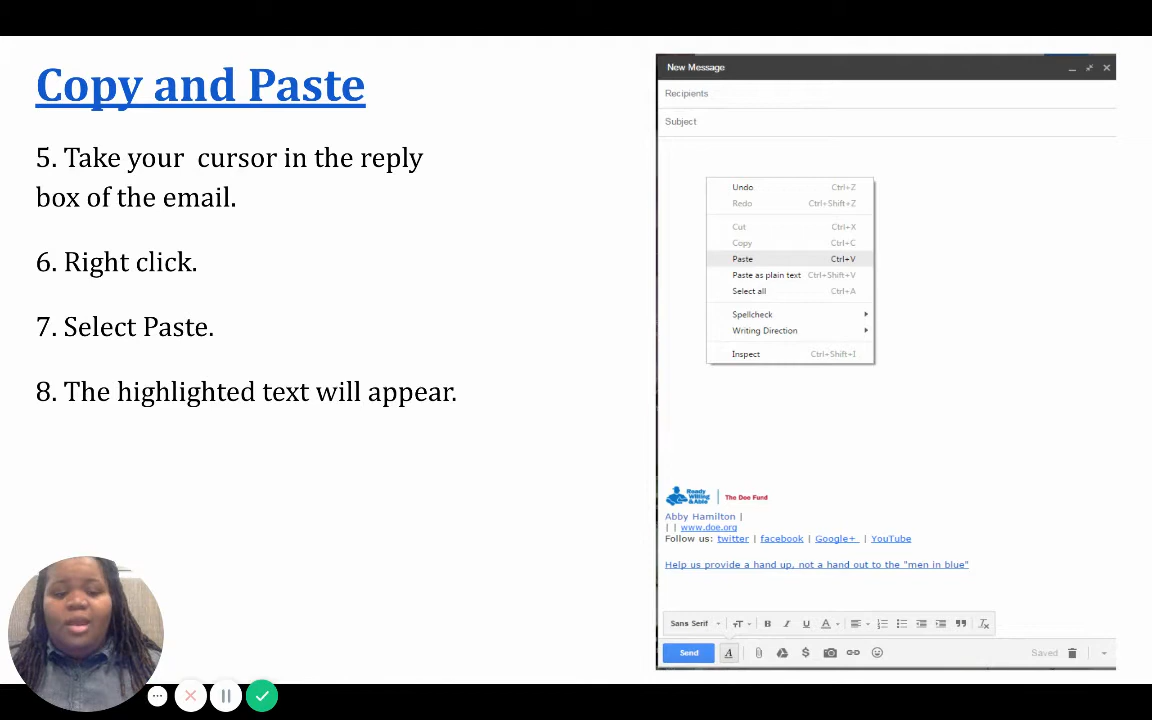 Copy and Paste
5. Take your  cursor in the reply
box of the email.
6. Right click.
7. Select Paste.
8. The highlighted text will appear.
New Message
Recipients
Subject
Undo Ctrl+Z
Redo Ctrl+Shift+Z
Cut Ctrl+X
Copy Ctrl+C
Paste Ctrl+V
Paste as plain text Ctrl+Shift+V
Select all Ctrl+A
Spellcheck
Writing Direction
Inspect Ctrl+Shift+I
Ready
Willing
& Able
The Doe Fund
Abby Hamilton |
| | www.doe.org
Follow us: twitter | facebook | Google+ | YouTube
Help us provide a hand up, not a hand out to the "men in blue"
Sans Serif
Send
Saved